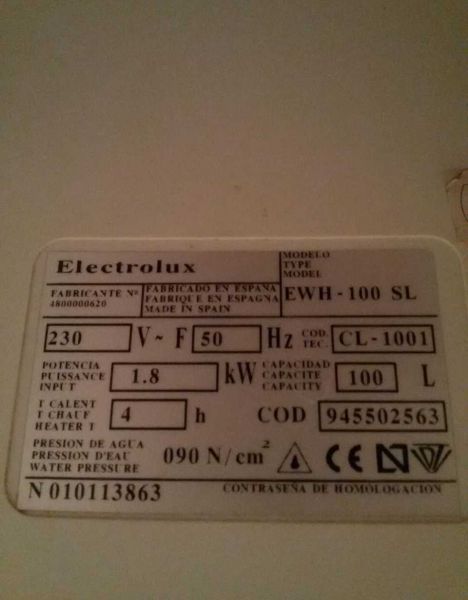 Electrolux
MODELO
TYPE
MODEL
FABRICANTE Nº
4800000620
FABRICADO EN ESPANA
FABRIQUE EN ESPAGNA
MADE IN SPAIN
EWH-100 SL
230 V~ F 50 Hz COD. TEC. CL-1001
POTENCIA
PUISSANCE
INPUT
1.8 kW
CAPACIDAD
CAPACITE
CAPACITY
100 L
T CALENT
T CHAUF
HEATER T
4 h COD 945502563
PRESION DE AGUA
PRESSION D'EAU
WATER PRESSURE
090 N/cm² CE
N 010113863 CONTRASEÑA DE HOMOLOGACION